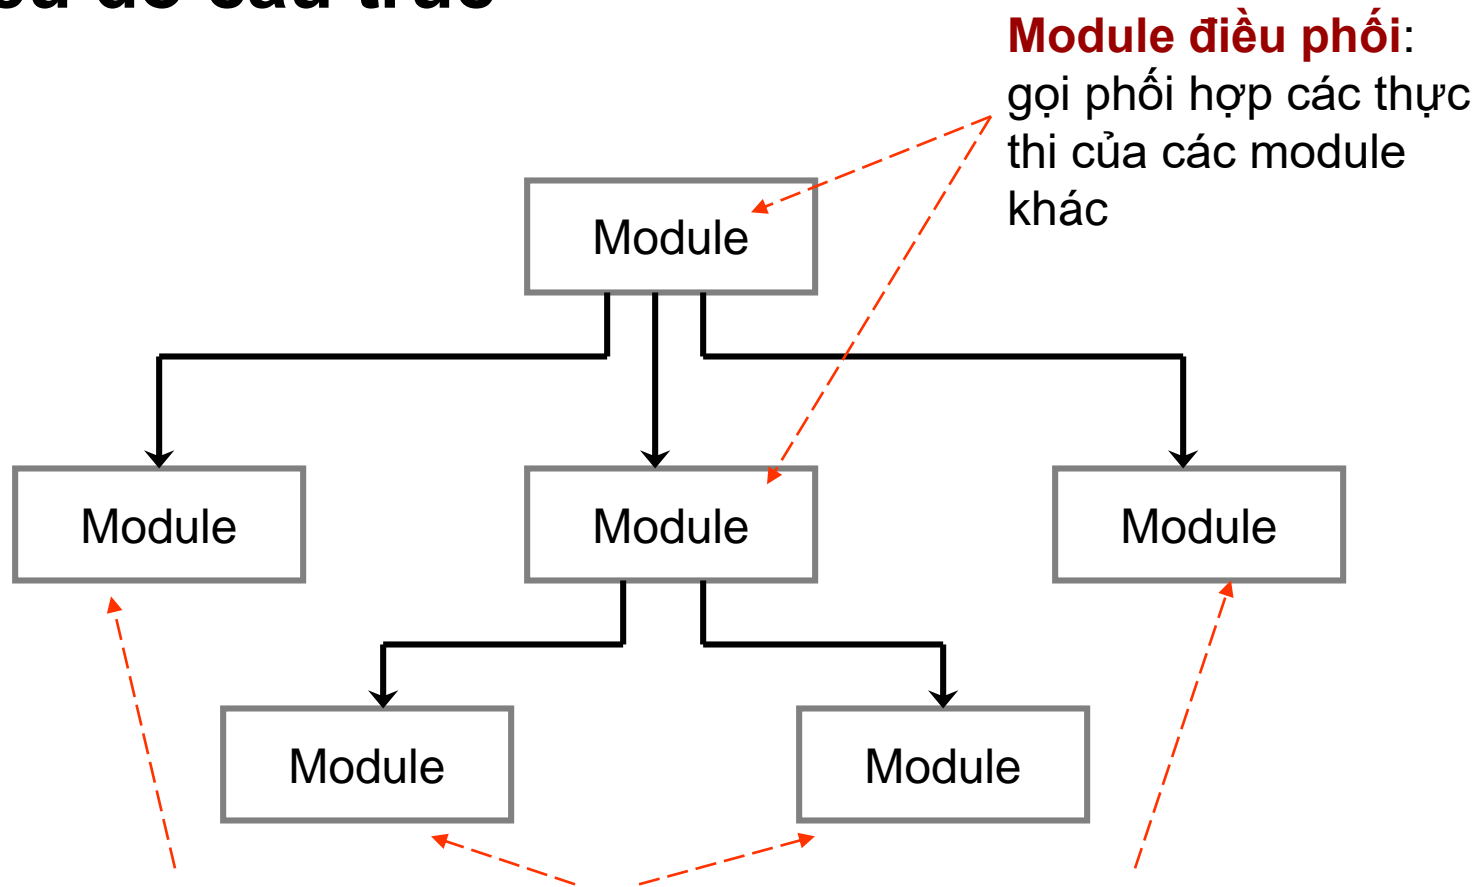 Module điều phối:
gọi phối hợp các thực
thi của các module
khác
Module
Module
Module
Module
Module
Module